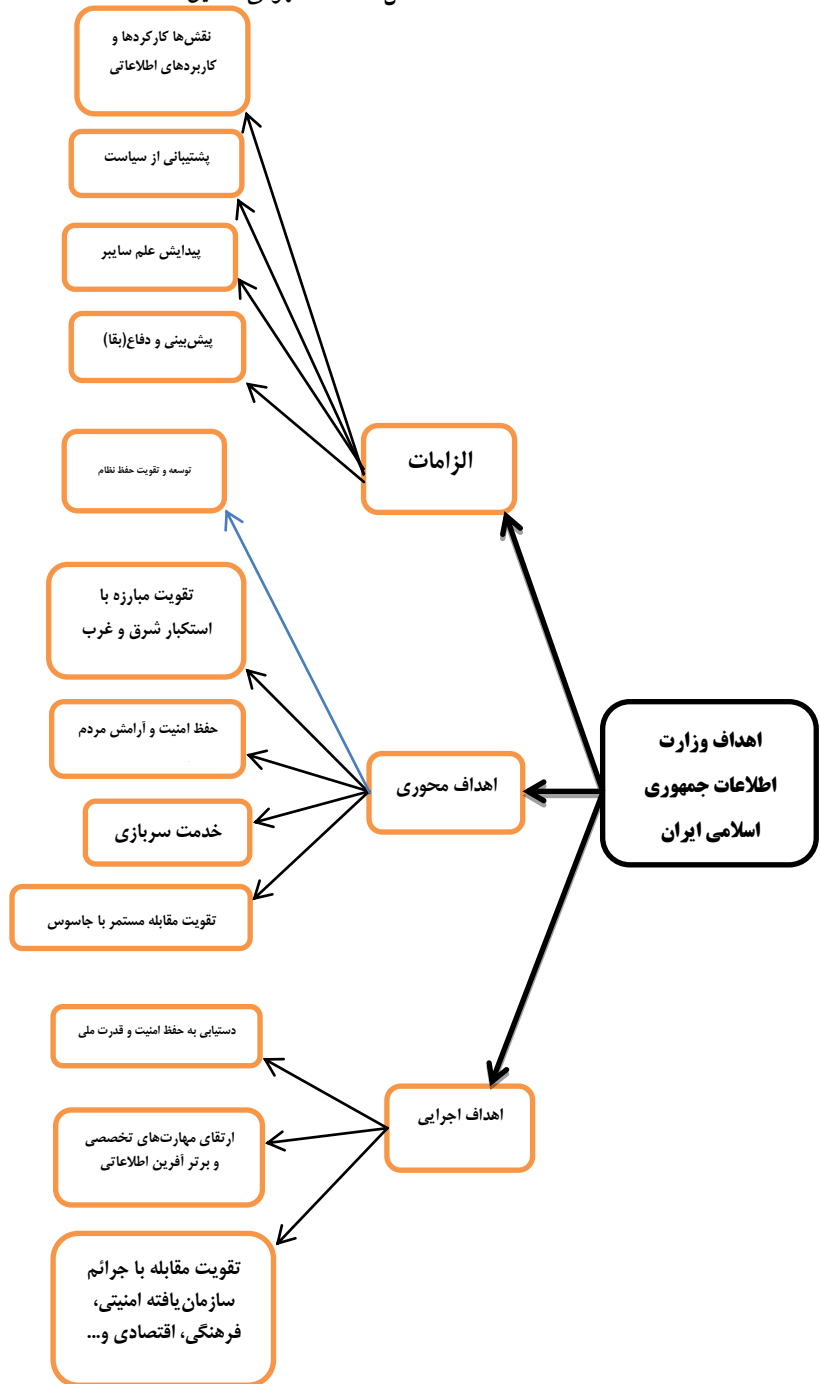 نقش‌ها کارکردها و
کاربردهای اطلاعاتی
پشتیبانی از سیاست
پیدایش علم سایبر
پیش‌بینی و دفاع(بقا)
الزامات
توسعه و تقویت حفظ نظام
تقویت مبارزه با
استکبار شرق و غرب
حفظ امنیت و آرامش مردم
خدمت سربازی
تقویت مقابله مستمر با جاسوس
اهداف محوری
اهداف وزارت
اطلاعات جمهوری
اسلامی ایران
دستیابی به حفظ امنیت و قدرت ملی
ارتقای مهارت‌های تخصصی
و برتر آفرین اطلاعاتی
تقویت مقابله با جرائم
سازمان‌یافته امنیتی،
فرهنگی، اقتصادی و...
اهداف اجرایی